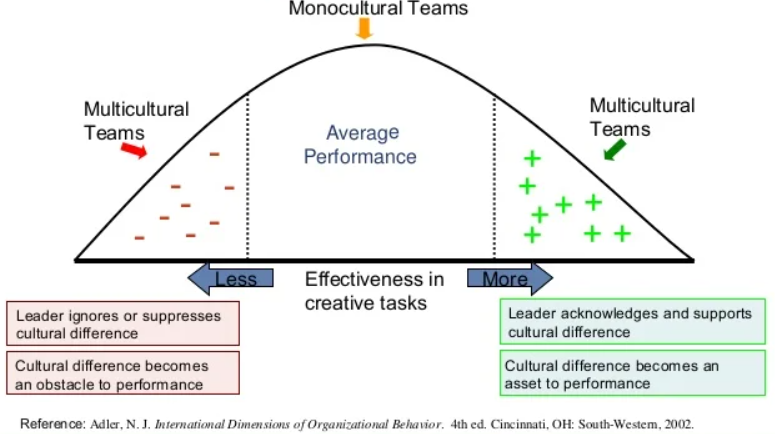 Monocultural Teams
Multicultural
Teams
Multicultural
Teams
Average
Performance
Less
Effectiveness in
creative tasks
More
Leader ignores or suppresses
cultural difference
Leader acknowledges and supports
cultural difference
Cultural difference becomes
an obstacle to performance
Cultural difference becomes an
asset to performance
Reference: Adler, N. J. International Dimensions of Organizational Behavior. 4th ed. Cincinnati, OH: South-Western, 2002.